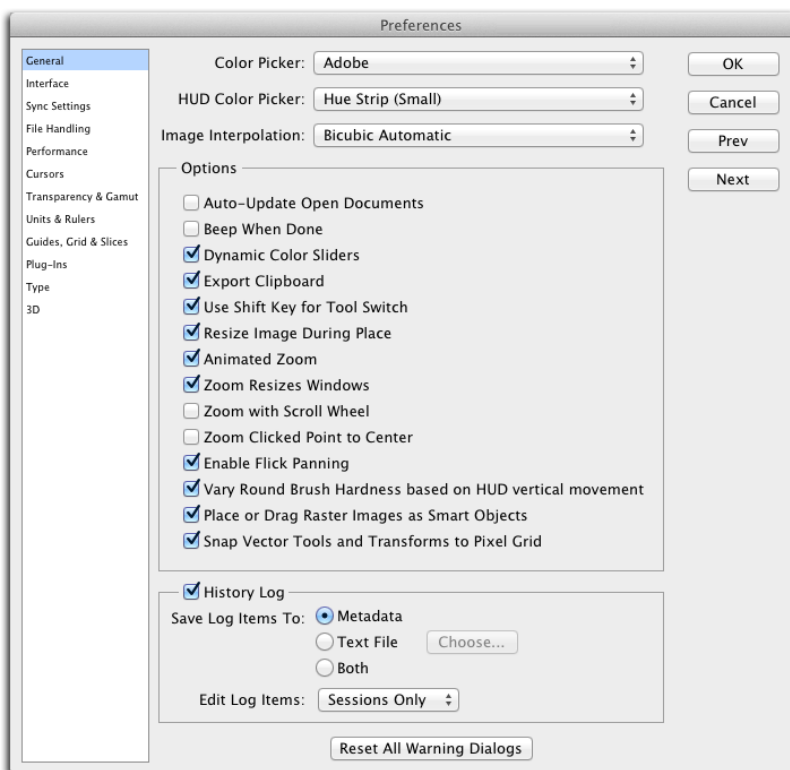 Preferences
General
Interface
Sync Settings
File Handling
Performance
Cursors
Transparency & Gamut
Units & Rulers
Guides, Grid & Slices
Plug-Ins
Type
3D
Color Picker: Adobe
HUD Color Picker: Hue Strip (Small)
Image Interpolation: Bicubic Automatic
Options
Auto-Update Open Documents
Beep When Done
Dynamic Color Sliders
Export Clipboard
Use Shift Key for Tool Switch
Resize Image During Place
Animated Zoom
Zoom Resizes Windows
Zoom with Scroll Wheel
Zoom Clicked Point to Center
Enable Flick Panning
Vary Round Brush Hardness based on HUD vertical movement
Place or Drag Raster Images as Smart Objects
Snap Vector Tools and Transforms to Pixel Grid
History Log
Save Log Items To: Metadata
Text File Choose...
Both
Edit Log Items: Sessions Only
Reset All Warning Dialogs
OK
Cancel
Prev
Next